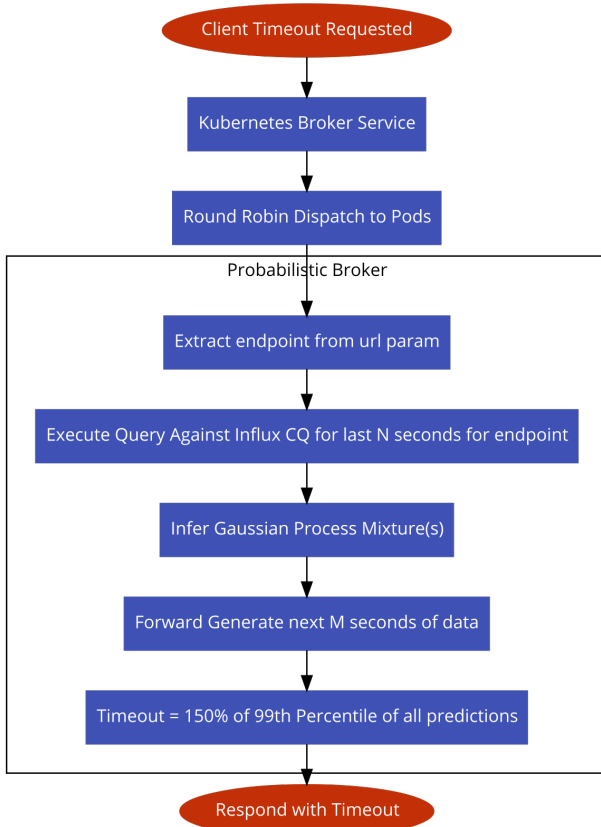 Client Timeout Requested
Kubernetes Broker Service
Round Robin Dispatch to Pods
Probabilistic Broker
Extract endpoint from url param
Execute Query Against Influx CQ for last N seconds for endpoint
Infer Gaussian Process Mixture(s)
Forward Generate next M seconds of data
Timeout = 150% of 99th Percentile of all predictions
Respond with Timeout